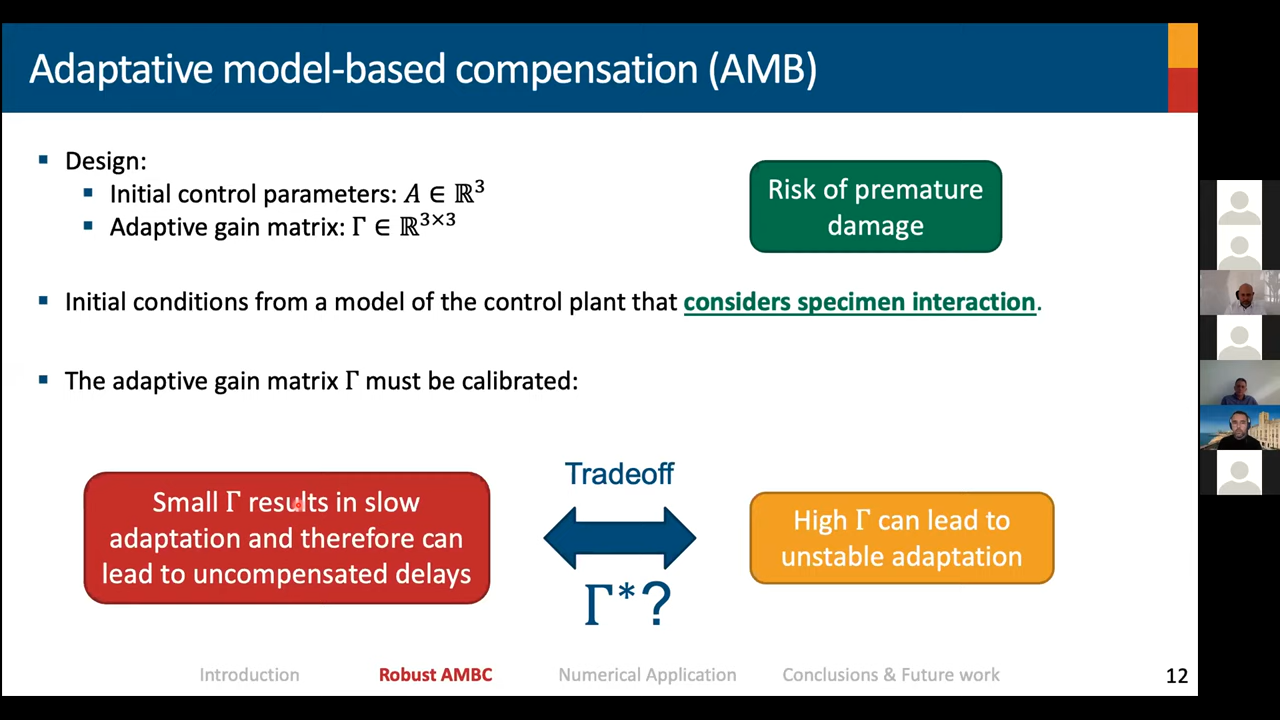 Adaptative model-based compensation (AMB)
▪ Design:
▪ Initial control parameters: A ∈ ℝ³
▪ Adaptive gain matrix: Γ ∈ ℝ³ˣ³
Risk of premature
damage
▪ Initial conditions from a model of the control plant that considers specimen interaction.
▪ The adaptive gain matrix Γ must be calibrated:
Small Γ results in slow
adaptation and therefore can
lead to uncompensated delays
Tradeoff
Γ*?
High Γ can lead to
unstable adaptation
Introduction Robust AMBC Numerical Application Conclusions & Future work 12